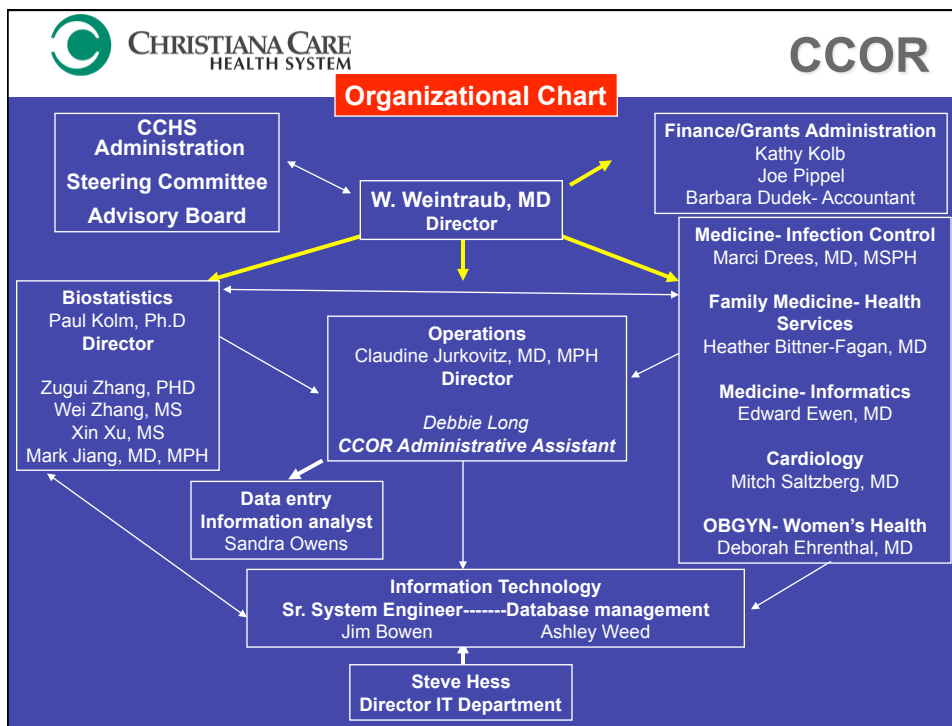 CHRISTIANA CARE
HEALTH SYSTEM
CCOR
Organizational Chart
CCHS
Administration
Steering Committee
Advisory Board
W. Weintraub, MD
Director
Finance/Grants Administration
Kathy Kolb
Joe Pippel
Barbara Dudek- Accountant
Medicine- Infection Control
Marci Drees, MD, MSPH
Family Medicine- Health
Services
Heather Bittner-Fagan, MD
Medicine- Informatics
Edward Ewen, MD
Cardiology
Mitch Saltzberg, MD
OBGYN- Women's Health
Deborah Ehrenthal, MD
Biostatistics
Paul Kolm, Ph.D
Director
Zugui Zhang, PHD
Wei Zhang, MS
Xin Xu, MS
Mark Jiang, MD, MPH
Operations
Claudine Jurkovitz, MD, MPH
Director
Debbie Long
CCOR Administrative Assistant
Data entry
Information analyst
Sandra Owens
Information Technology
Sr. System Engineer-------Database management
Jim Bowen Ashley Weed
Steve Hess
Director IT Department